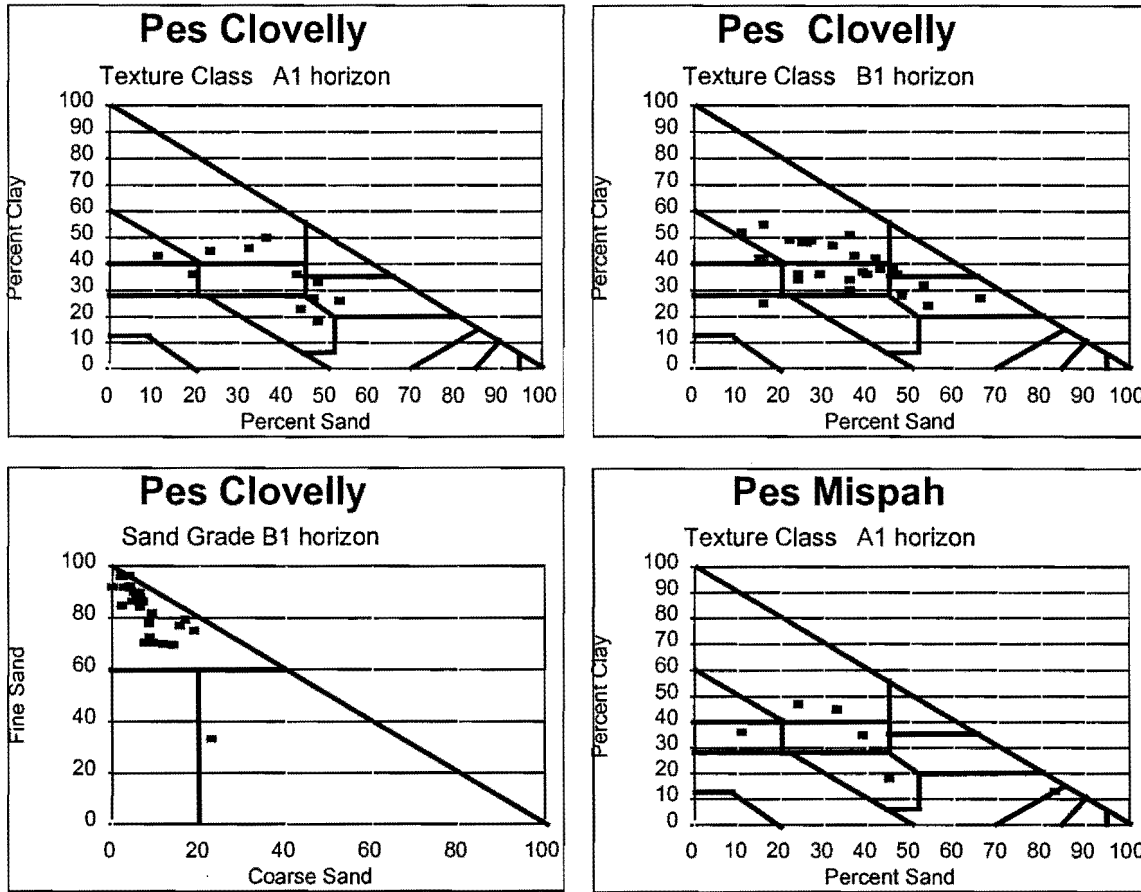 Pes Clovelly
Texture Class A1 horizon
100
90
80
70
60
50
40
30
20
10
0
Percent Clay
0 10 20 30 40 50 60 70 80 90 100
Percent Sand
Pes Clovelly
Texture Class B1 horizon
100
90
80
70
60
50
40
30
20
10
0
Percent Clay
0 10 20 30 40 50 60 70 80 90 100
Percent Sand
Pes Clovelly
Sand Grade B1 horizon
100
80
60
40
20
0
Fine Sand
0 20 40 60 80 100
Coarse Sand
Pes Mispah
Texture Class A1 horizon
100
90
80
70
60
50
40
30
20
10
0
Percent Clay
0 10 20 30 40 50 60 70 80 90 100
Percent Sand